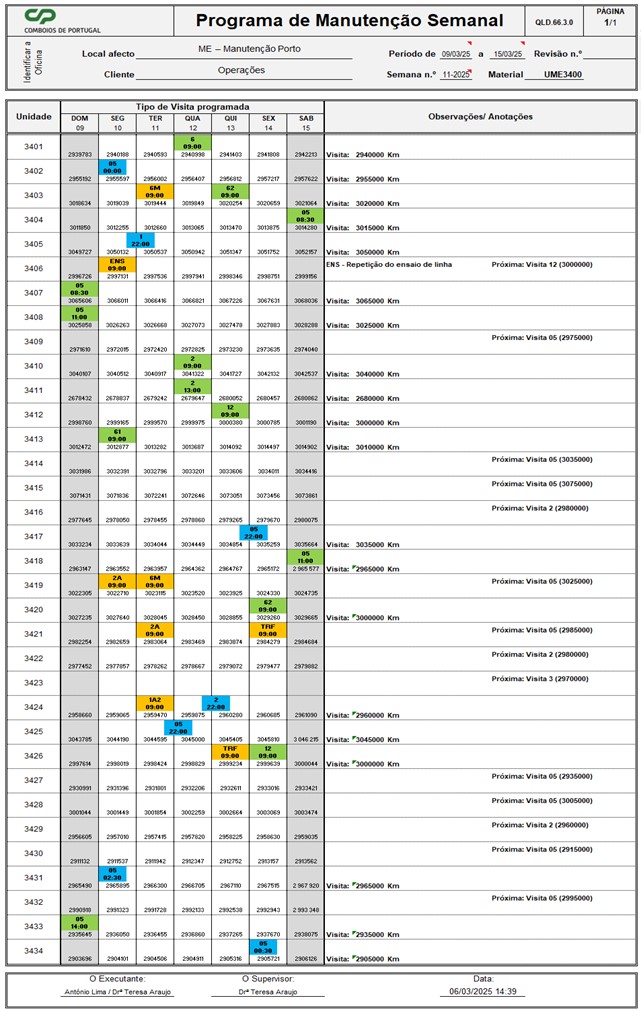 CP
COMBOIOS DE PORTUGAL
Programa de Manutenção Semanal
QLD.66.3.0
PÁGINA
1/1
Identificar a Oficina
Local afecto ME – Manutenção Porto Período de 09/03/25 a 15/03/25 Revisão n.º
Cliente Operações Semana n.º 11-2025 Material UME3400
Unidade Tipo de Visita programada Observações/ Anotações
DOM SEG TER QUA QUI SEX SAB
09 10 11 12 13 14 15
3401 6 09:00
2939783 2940188 2940593 2940998 2941403 2941808 2942213 Visita: 2940000 Km
3402 05 00:00
2955192 2955597 2956002 2956407 2956812 2957217 2957622 Visita: 2955000 Km
3403 6M 09:00 62 09:00
3018634 3019039 3019444 3019849 3020254 3020659 3021064 Visita: 3020000 Km
3404 05 08:30
3011850 3012255 3012660 3013065 3013470 3013875 3014280 Visita: 3015000 Km
3405 1 22:00
3049727 3050132 3050537 3050942 3051347 3051752 3052157 Visita: 3050000 Km
3406 ENS 09:00 ENS - Repetição do ensaio de linha Próxima: Visita 12 (3000000)
2996726 2997131 2997536 2997941 2998346 2998751 2999156
3407 05 08:30
3065606 3066011 3066416 3066821 3067226 3067631 3068036 Visita: 3065000 Km
3408 05 11:00
3025858 3026263 3026668 3027073 3027478 3027883 3028288 Visita: 3025000 Km
3409 Próxima: Visita 05 (2975000)
2971610 2972015 2972420 2972825 2973230 2973635 2974040
3410 2 09:00
3040107 3040512 3040917 3041322 3041727 3042132 3042537 Visita: 3040000 Km
3411 2 13:00
2678432 2678837 2679242 2679647 2680052 2680457 2680862 Visita: 2680000 Km
3412 12 09:00
2998760 2999165 2999570 2999975 3000380 3000785 3001190 Visita: 3000000 Km
3413 61 09:00
3012472 3012877 3013282 3013687 3014092 3014497 3014902 Visita: 3010000 Km
3414 Próxima: Visita 05 (3035000)
3031986 3032391 3032796 3033201 3033606 3034011 3034416
3415 Próxima: Visita 05 (3075000)
3071431 3071836 3072241 3072646 3073051 3073456 3073861
3416 Próxima: Visita 2 (2980000)
2977645 2978050 2978455 2978860 2979265 2979670 2980075
3417 05 22:00
3033234 3033639 3034044 3034449 3034854 3035259 3035664 Visita: 3035000 Km
3418 05 11:00
2963147 2963552 2963957 2964362 2964767 2965172 2 965 577 Visita: 2965000 Km
3419 2A 09:00 6M 09:00 Próxima: Visita 05 (3025000)
3022305 3022710 3023115 3023520 3023925 3024330 3024735
3420 62 09:00
3027235 3027640 3028045 3028450 3028855 3029260 3029665 Visita: 3000000 Km
3421 2A 09:00 TRF 09:00 Próxima: Visita 05 (2985000)
2982254 2982659 2983064 2983469 2983874 2984279 2984684
3422 Próxima: Visita 2 (2980000)
2977452 2977857 2978262 2978667 2979072 2979477 2979882
3423 Próxima: Visita 3 (2970000)
3424 1A2 09:00 2 22:00
2958660 2959065 2959470 2959875 2960280 2960685 2961090 Visita: 2960000 Km
3425 05 22:00
3043785 3044190 3044595 3045000 3045405 3045810 3 046 215 Visita: 3045000 Km
3426 TRF 09:00 12 09:00
2997614 2998019 2998424 2998829 2999234 2999639 3000044 Visita: 3000000 Km
3427 Próxima: Visita 05 (2935000)
2930991 2931396 2931801 2932206 2932611 2933016 2933421
3428 Próxima: Visita 05 (3005000)
3001044 3001449 3001854 3002259 3002664 3003069 3003474
3429 Próxima: Visita 2 (2960000)
2956605 2957010 2957415 2957820 2958225 2958630 2959035
3430 Próxima: Visita 05 (2915000)
2911132 2911537 2911942 2912347 2912752 2913157 2913562
3431 05 02:30
2965490 2965895 2966300 2966705 2967110 2967515 2 967 920 Visita: 2965000 Km
3432 Próxima: Visita 05 (2995000)
2990918 2991323 2991728 2992133 2992538 2992943 2 993 348
3433 05 14:00
2935645 2936050 2936455 2936860 2937265 2937670 2938075 Visita: 2935000 Km
3434 05 00:30
2903696 2904101 2904506 2904911 2905316 2905721 2906126 Visita: 2905000 Km
O Executante: O Supervisor: Data:
António Lima / Drª Teresa Araujo Drª Teresa Araujo 06/03/2025 14:39